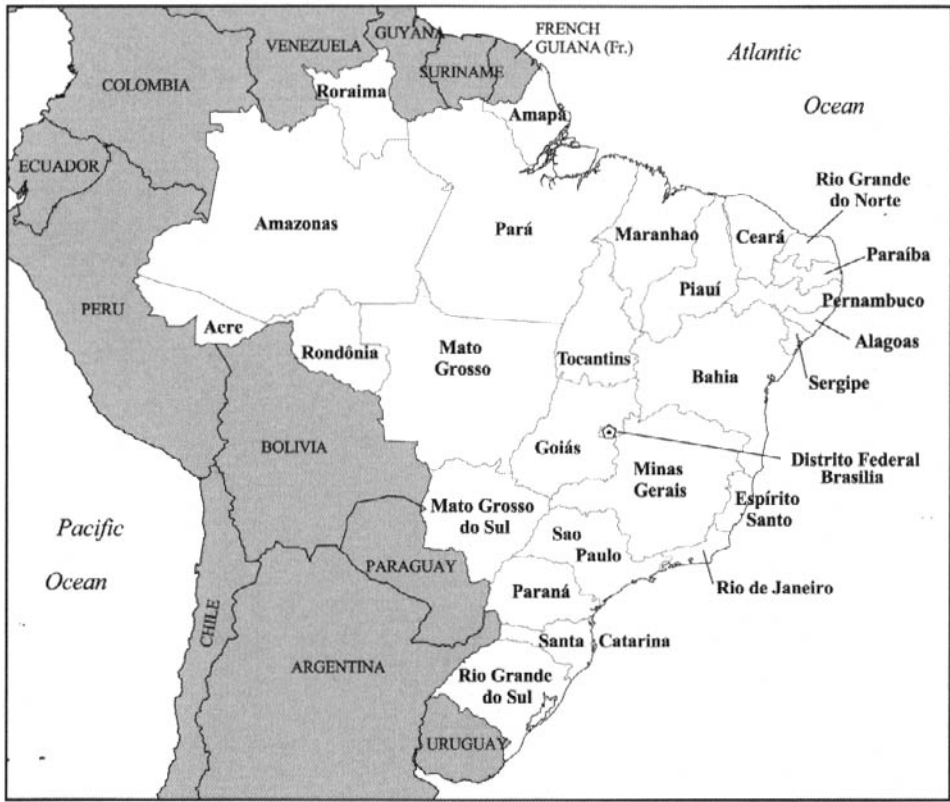 FRENCH
GUIANA (Fr.)
GUYANA
VENEZUELA
SURINAME
COLOMBIA
Roraima
Amapá
Atlantic
Ocean
ECUADOR
Rio Grande
do Norte
Amazonas
Pará
Maranhao
Ceará
Paraíba
PERU
Piauí
Pernambuco
Acre
Rondônia
Mato
Grosso
Tocantins
Bahia
Alagoas
Sergipe
BOLIVIA
Goiás
Minas
Gerais
Distrito Federal
Brasilia
Espírito
Santo
Mato Grosso
do Sul
Pacific
Ocean
Sao
Paulo
PARAGUAY
Paraná
Rio de Janeiro
CHILE
Santa Catarina
ARGENTINA
Rio Grande
do Sul
URUGUAY